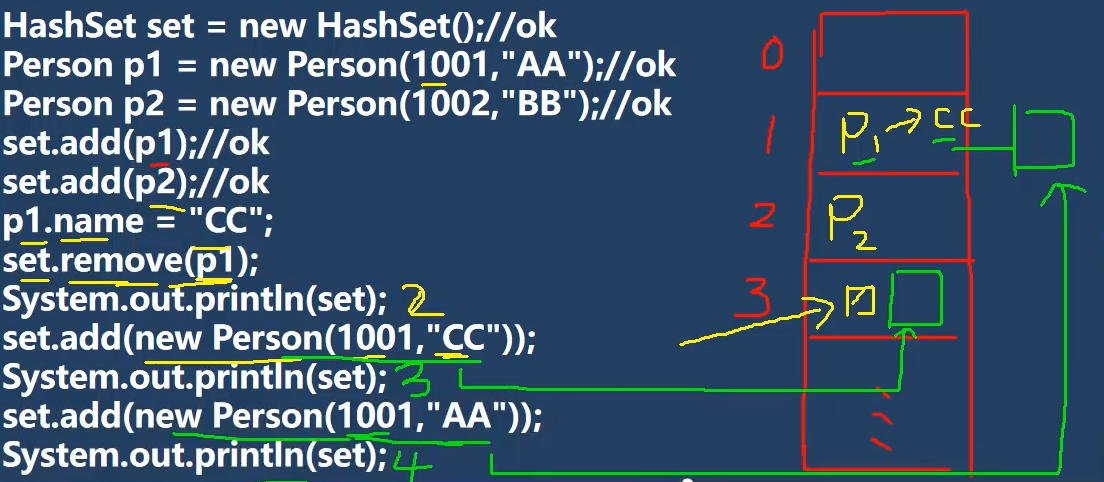 HashSet set = new HashSet();//ok
Person p1 = new Person(1001,"AA");//ok
Person p2 = new Person(1002,"BB");//ok
set.add(p1);//ok
set.add(p2);//ok
p1.name = "CC";
set.remove(p1);
System.out.println(set); 2
set.add(new Person(1001,"CC"));
System.out.println(set); 3
set.add(new Person(1001,"AA"));
System.out.println(set); 4
0
1 P1 → CC
2 P2
3